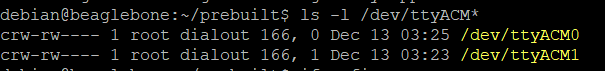 debian@beaglebone:~/prebuilt$ ls -l /dev/ttyACM*
crw-rw---- 1 root dialout 166, 0 Dec 13 03:25 /dev/ttyACM0
crw-rw---- 1 root dialout 166, 1 Dec 13 03:23 /dev/ttyACM1